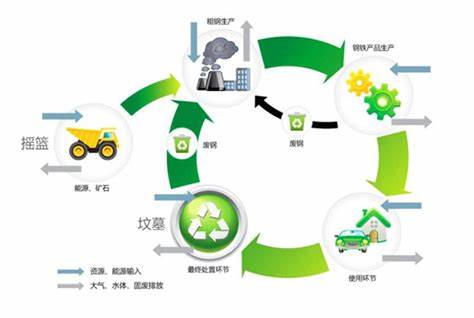 粗钢生产
钢铁产品生产
摇篮
废钢
废钢
能源、矿石
坟墓
最终处置环节
使用环节
资源、能源输入
大气、水体、固废排放